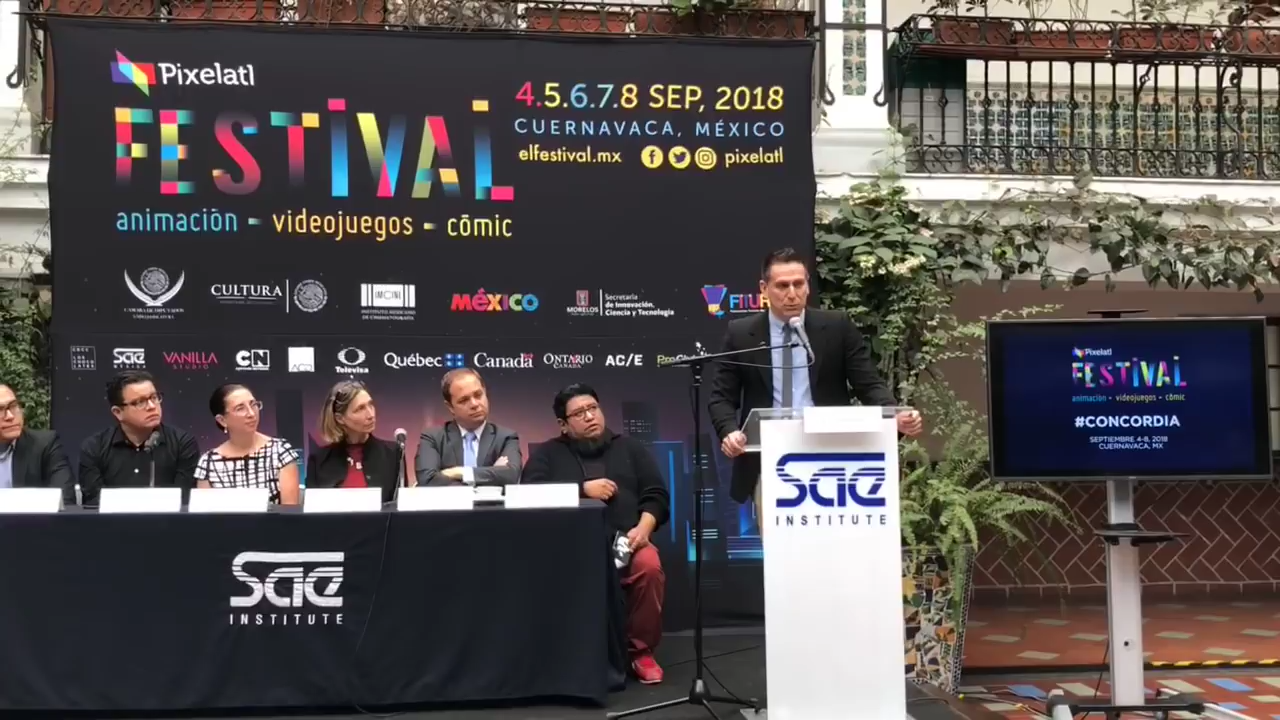 Pixelatl
FESTiVAL
animación - videojuegos - cómic
4.5.6.7.8 SEP, 2018
CUERNAVACA, MÉXICO
elfestival.mx
pixelatl
CULTURA
IMCINE
MÉXICO
MORELOS
Secretaría
de Innovación,
Ciencia y Tecnología
SAE
VANILLA
STUDIO
CN
Televisa
Québec
Canadä
ONTARIO
CANADA
AC/E
Pixelatl
FESTiVAL
animación - videojuegos - cómic
#CONCORDIA
SEPTIEMBRE 4-8, 2018
CUERNAVACA, MX
SAE
INSTITUTE
SAE
INSTITUTE